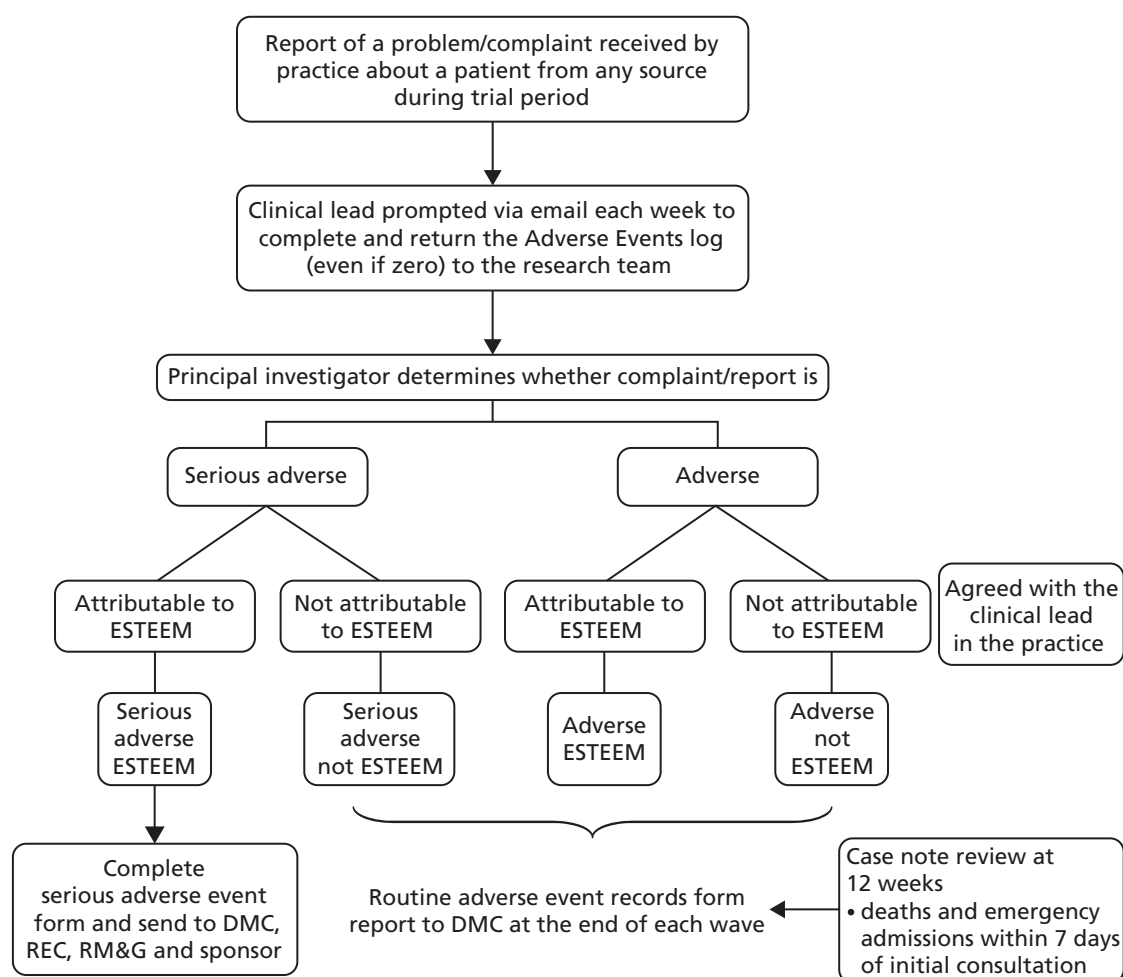 Report of a problem/complaint received by
practice about a patient from any source
during trial period
Clinical lead prompted via email each week to
complete and return the Adverse Events log
(even if zero) to the research team
Principal investigator determines whether complaint/report is
Serious adverse
Adverse
Attributable to
ESTEEM
Not attributable
to ESTEEM
Attributable to
ESTEEM
Not attributable
to ESTEEM
Agreed with the
clinical lead
in the practice
Serious
adverse
ESTEEM
Serious
adverse
not ESTEEM
Adverse
ESTEEM
Adverse
not
ESTEEM
Complete
serious adverse event
form and send to DMC,
REC, RM&G and sponsor
Routine adverse event records form
report to DMC at the end of each wave
Case note review at
12 weeks
• deaths and emergency
admissions within 7 days
of initial consultation